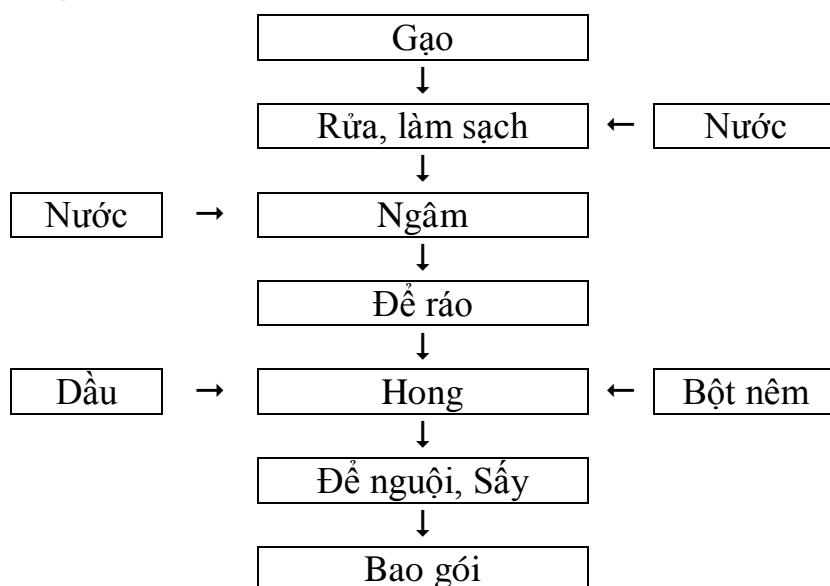 Gạo
Rửa, làm sạch
Nước
Nước
Ngâm
Để ráo
Dầu
Hong
Bột nêm
Để nguội, Sấy
Bao gói